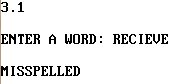 3.1
ENTER A WORD: RECIEVE
MISSPELLED